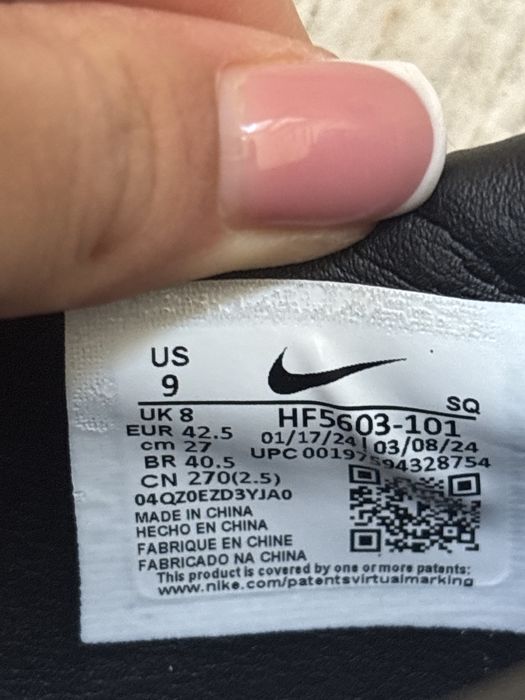 US
9
SQ
UK 8
HF5603-101
EUR 42.5
01/17/24 | 03/08/24
cm 27
UPC 00197594328754
BR 40.5
CN 270(2.5)
04QZ0EZD3YJA0
MADE IN CHINA
HECHO EN CHINA
FABRIQUE EN CHINE
FABRICADO NA CHINA
This product is covered by one or more patents:
www.nike.com/patentsvirtualmarking